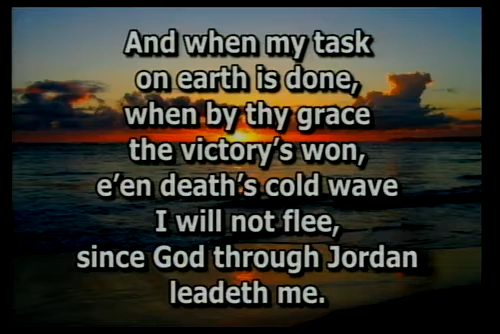 And when my task
on earth is done,
when by thy grace
the victory's won,
e'en death's cold wave
I will not flee,
since God through Jordan
leadeth me.